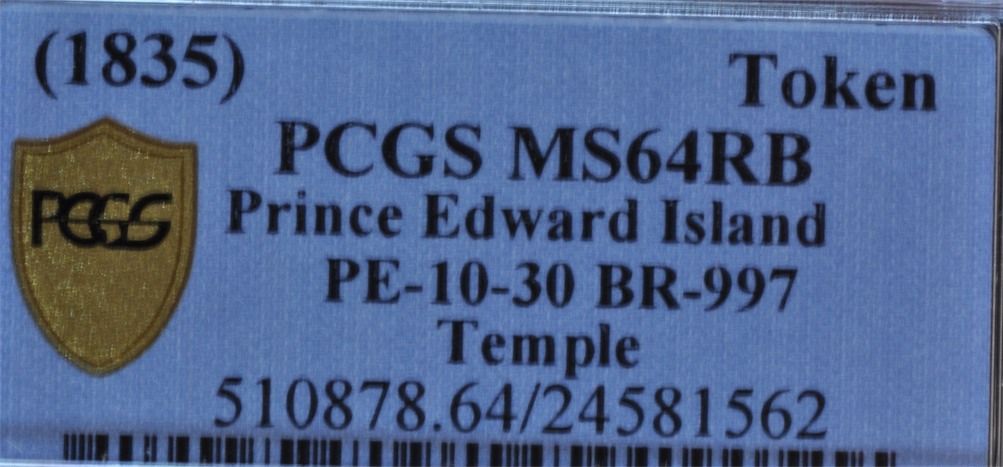 (1835) Token
PCGS MS64RB
PCGS
Prince Edward Island
PE-10-30 BR-997
Temple
510878.64/24581562